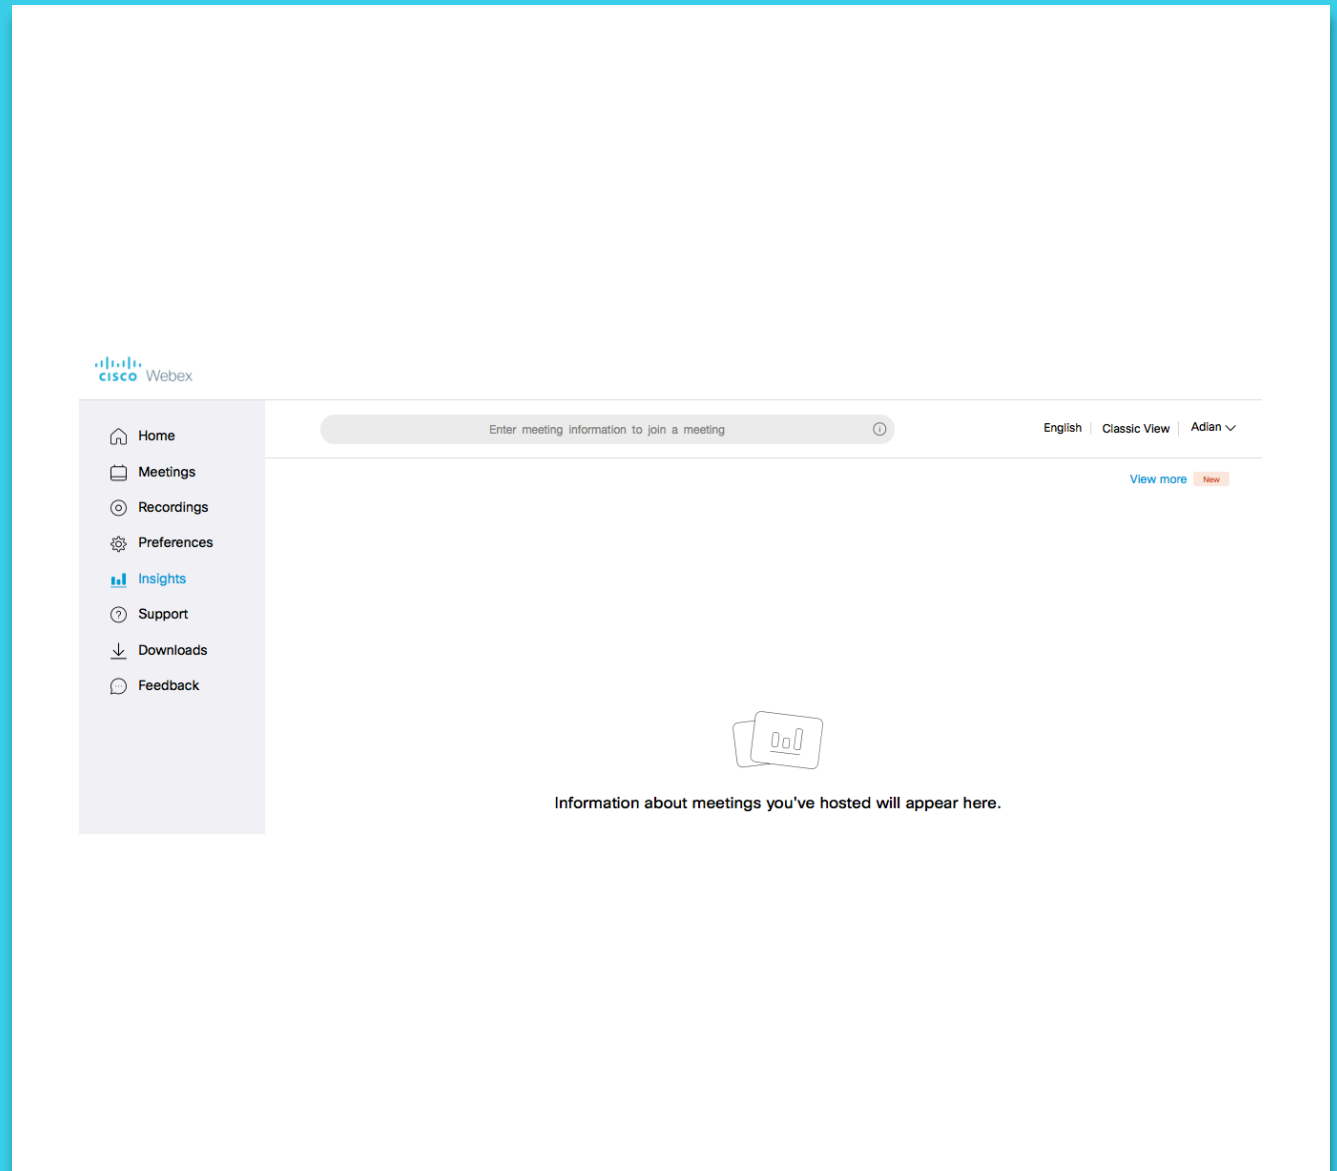 cisco Webex
Home
Meetings
Recordings
Preferences
Insights
Support
Downloads
Feedback
Enter meeting information to join a meeting
English
Classic View
Adian
View more
New
Information about meetings you've hosted will appear here.